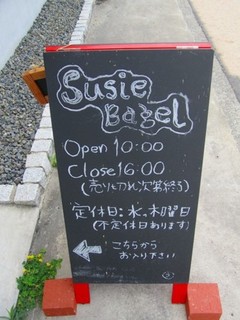 Susie
Bagel
Open 10:00
Close 16:00
(売り切れ次第終了)
定休日:水、木曜日
(不定休日あります)
こちらから
お入り下さい